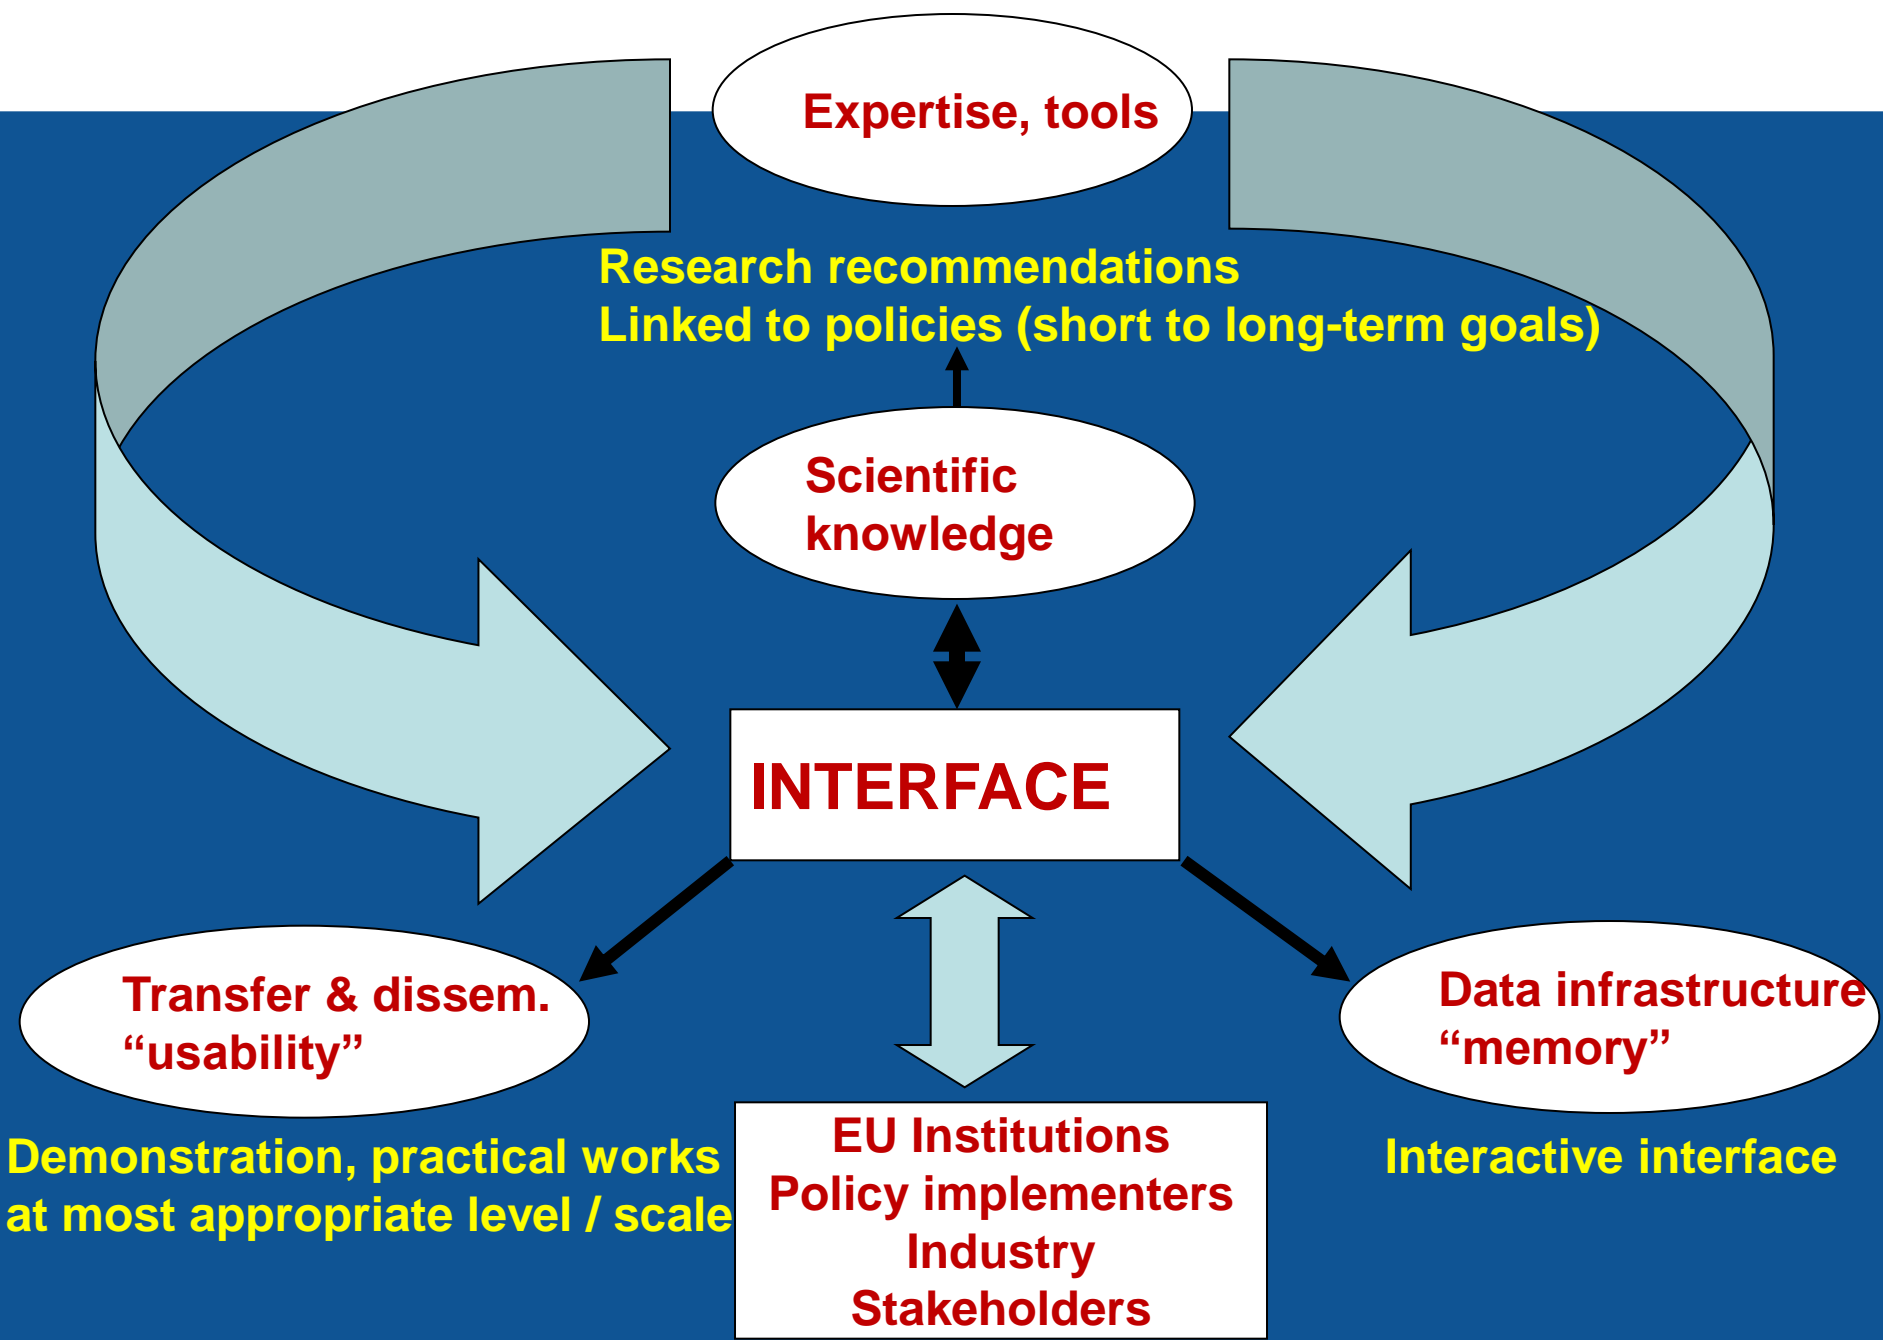 Expertise, tools
Research recommendations
Linked to policies (short to long-term goals)
Scientific
knowledge
INTERFACE
Transfer & dissem.
“usability”
Data infrastructure
“memory”
Demonstration, practical works
at most appropriate level / scale
EU Institutions
Policy implementers
Industry
Stakeholders
Interactive interface